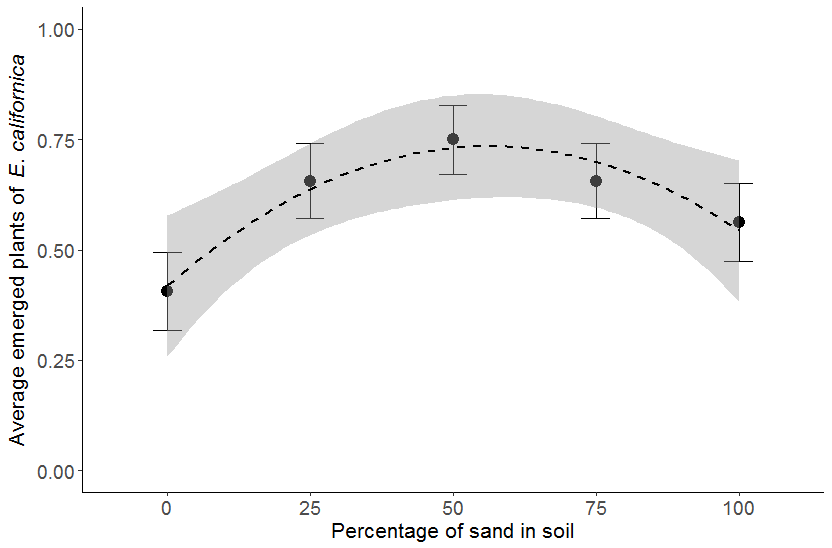 Average emerged plants of E. californica
1.00
0.75
0.50
0.25
0.00
0 25 50 75 100
Percentage of sand in soil